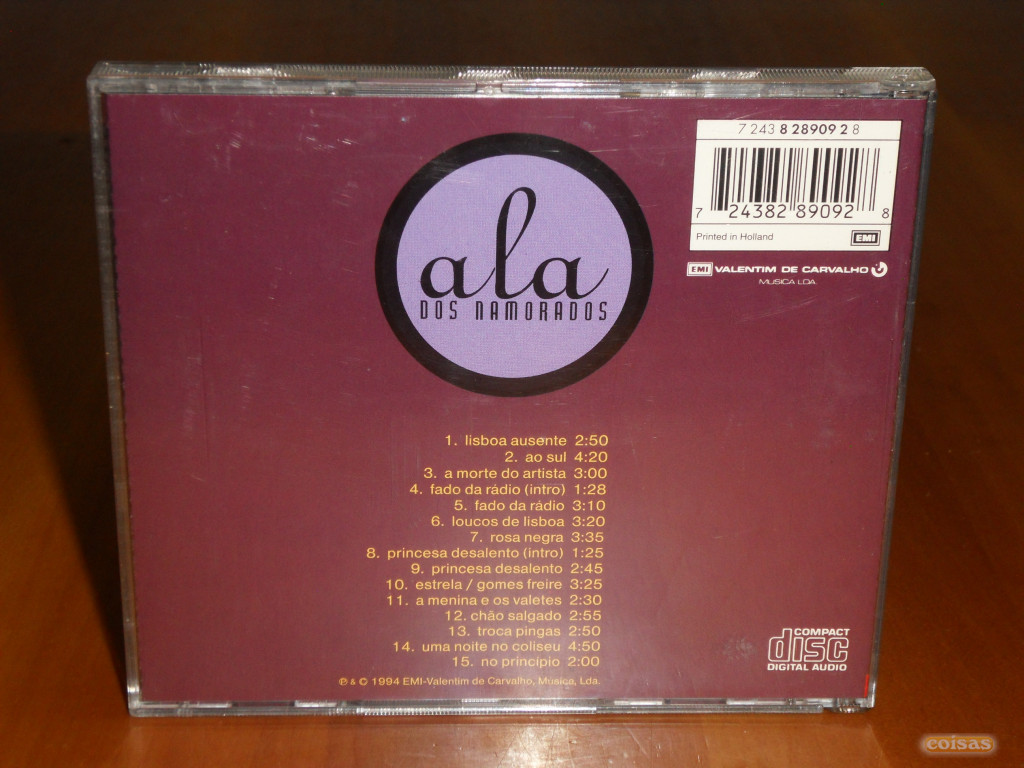 7 243 8 28909 2 8
7 24382 89092 8
Printed in Holland EMI
EMI VALENTIM DE CARVALHO
MUSICA LDA.
ala
DOS NAMORADOS
1. lisboa ausente 2:50
2. ao sul 4:20
3. a morte do artista 3:00
4. fado da rádio (intro) 1:28
5. fado da rádio 3:10
6. loucos de lisboa 3:20
7. rosa negra 3:35
8. princesa desalento (intro) 1:25
9. princesa desalento 2:45
10. estrela / gomes freire 3:25
11. a menina e os valetes 2:30
12. chão salgado 2:55
13. troca pingas 2:50
14. uma noite no coliseu 4:50
15. no princípio 2:00
℗ & © 1994 EMI-Valentim de Carvalho, Musica, Lda.
COMPACT
disc
DIGITAL AUDIO
coisas